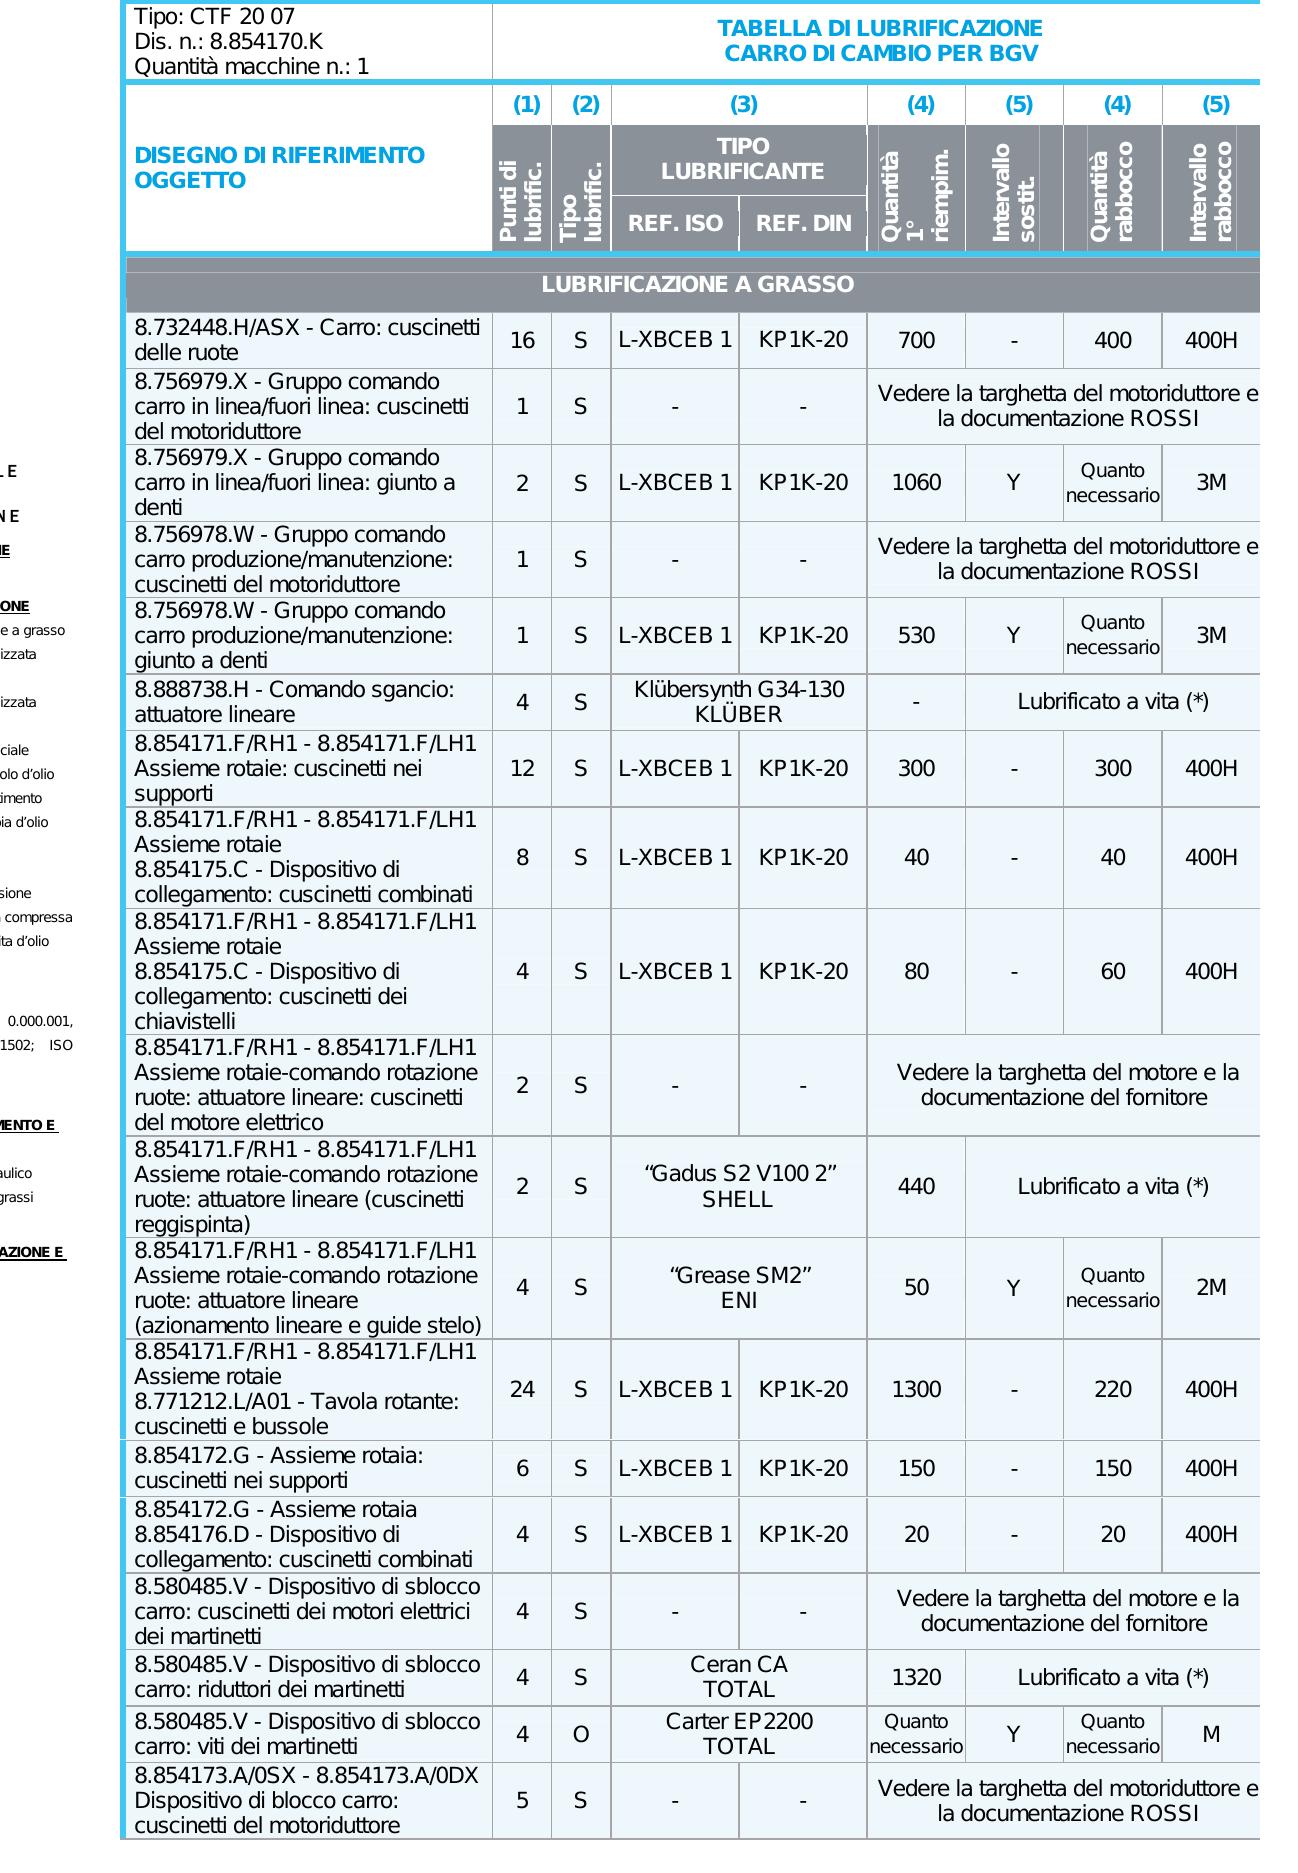 Tipo: CTF 20 07
Dis. n.: 8.854170.K
Quantità macchine n.: 1
TABELLA DI LUBRIFICAZIONE
CARRO DI CAMBIO PER BGV
DISEGNO DI RIFERIMENTO
OGGETTO
(1) (2) (3) (4) (5) (4) (5)
Punti di
lubrific.
Tipo
lubrific.
TIPO
LUBRIFICANTE
REF. ISO REF. DIN
Quantità
1°
riempim.
Intervallo
sostit.
Quantità
rabbocco
Intervallo
rabbocco
LUBRIFICAZIONE A GRASSO
8.732448.H/ASX - Carro: cuscinetti
delle ruote
16 S L-XBCEB 1 KP1K-20 700 - 400 400H
8.756979.X - Gruppo comando
carro in linea/fuori linea: cuscinetti
del motoriduttore
1 S - -
Vedere la targhetta del motoriduttore e
la documentazione ROSSI
8.756979.X - Gruppo comando
carro in linea/fuori linea: giunto a
denti
2 S L-XBCEB 1 KP1K-20 1060 Y
Quanto
necessario
3M
8.756978.W - Gruppo comando
carro produzione/manutenzione:
cuscinetti del motoriduttore
1 S - -
Vedere la targhetta del motoriduttore e
la documentazione ROSSI
8.756978.W - Gruppo comando
carro produzione/manutenzione:
giunto a denti
1 S L-XBCEB 1 KP1K-20 530 Y
Quanto
necessario
3M
8.888738.H - Comando sgancio:
attuatore lineare
4 S
Klübersynth G34-130
KLÜBER
- Lubrificato a vita (*)
8.854171.F/RH1 - 8.854171.F/LH1
Assieme rotaie: cuscinetti nei
supporti
12 S L-XBCEB 1 KP1K-20 300 - 300 400H
8.854171.F/RH1 - 8.854171.F/LH1
Assieme rotaie
8.854175.C - Dispositivo di
collegamento: cuscinetti combinati
8 S L-XBCEB 1 KP1K-20 40 - 40 400H
8.854171.F/RH1 - 8.854171.F/LH1
Assieme rotaie
8.854175.C - Dispositivo di
collegamento: cuscinetti dei
chiavistelli
4 S L-XBCEB 1 KP1K-20 80 - 60 400H
8.854171.F/RH1 - 8.854171.F/LH1
Assieme rotaie-comando rotazione
ruote: attuatore lineare: cuscinetti
del motore elettrico
2 S - -
Vedere la targhetta del motore e la
documentazione del fornitore
8.854171.F/RH1 - 8.854171.F/LH1
Assieme rotaie-comando rotazione
ruote: attuatore lineare (cuscinetti
reggispinta)
2 S
“Gadus S2 V100 2”
SHELL
440 Lubrificato a vita (*)
8.854171.F/RH1 - 8.854171.F/LH1
Assieme rotaie-comando rotazione
ruote: attuatore lineare
(azionamento lineare e guide stelo)
4 S
“Grease SM2”
ENI
50 Y
Quanto
necessario
2M
8.854171.F/RH1 - 8.854171.F/LH1
Assieme rotaie
8.771212.L/A01 - Tavola rotante:
cuscinetti e bussole
24 S L-XBCEB 1 KP1K-20 1300 - 220 400H
8.854172.G - Assieme rotaia:
cuscinetti nei supporti
6 S L-XBCEB 1 KP1K-20 150 - 150 400H
8.854172.G - Assieme rotaia
8.854176.D - Dispositivo di
collegamento: cuscinetti combinati
4 S L-XBCEB 1 KP1K-20 20 - 20 400H
8.580485.V - Dispositivo di sblocco
carro: cuscinetti dei motori elettrici
dei martinetti
4 S - -
Vedere la targhetta del motore e la
documentazione del fornitore
8.580485.V - Dispositivo di sblocco
carro: riduttori dei martinetti
4 S
Ceran CA
TOTAL
1320 Lubrificato a vita (*)
8.580485.V - Dispositivo di sblocco
carro: viti dei martinetti
4 O
Carter EP2200
TOTAL
Quanto
necessario
Y
Quanto
necessario
M
8.854173.A/0SX - 8.854173.A/0DX
Dispositivo di blocco carro:
cuscinetti del motoriduttore
5 S - -
Vedere la targhetta del motoriduttore e
la documentazione ROSSI
e a grasso
d’olio
compressa
d’olio
0.000.001,
1502; ISO
grassi